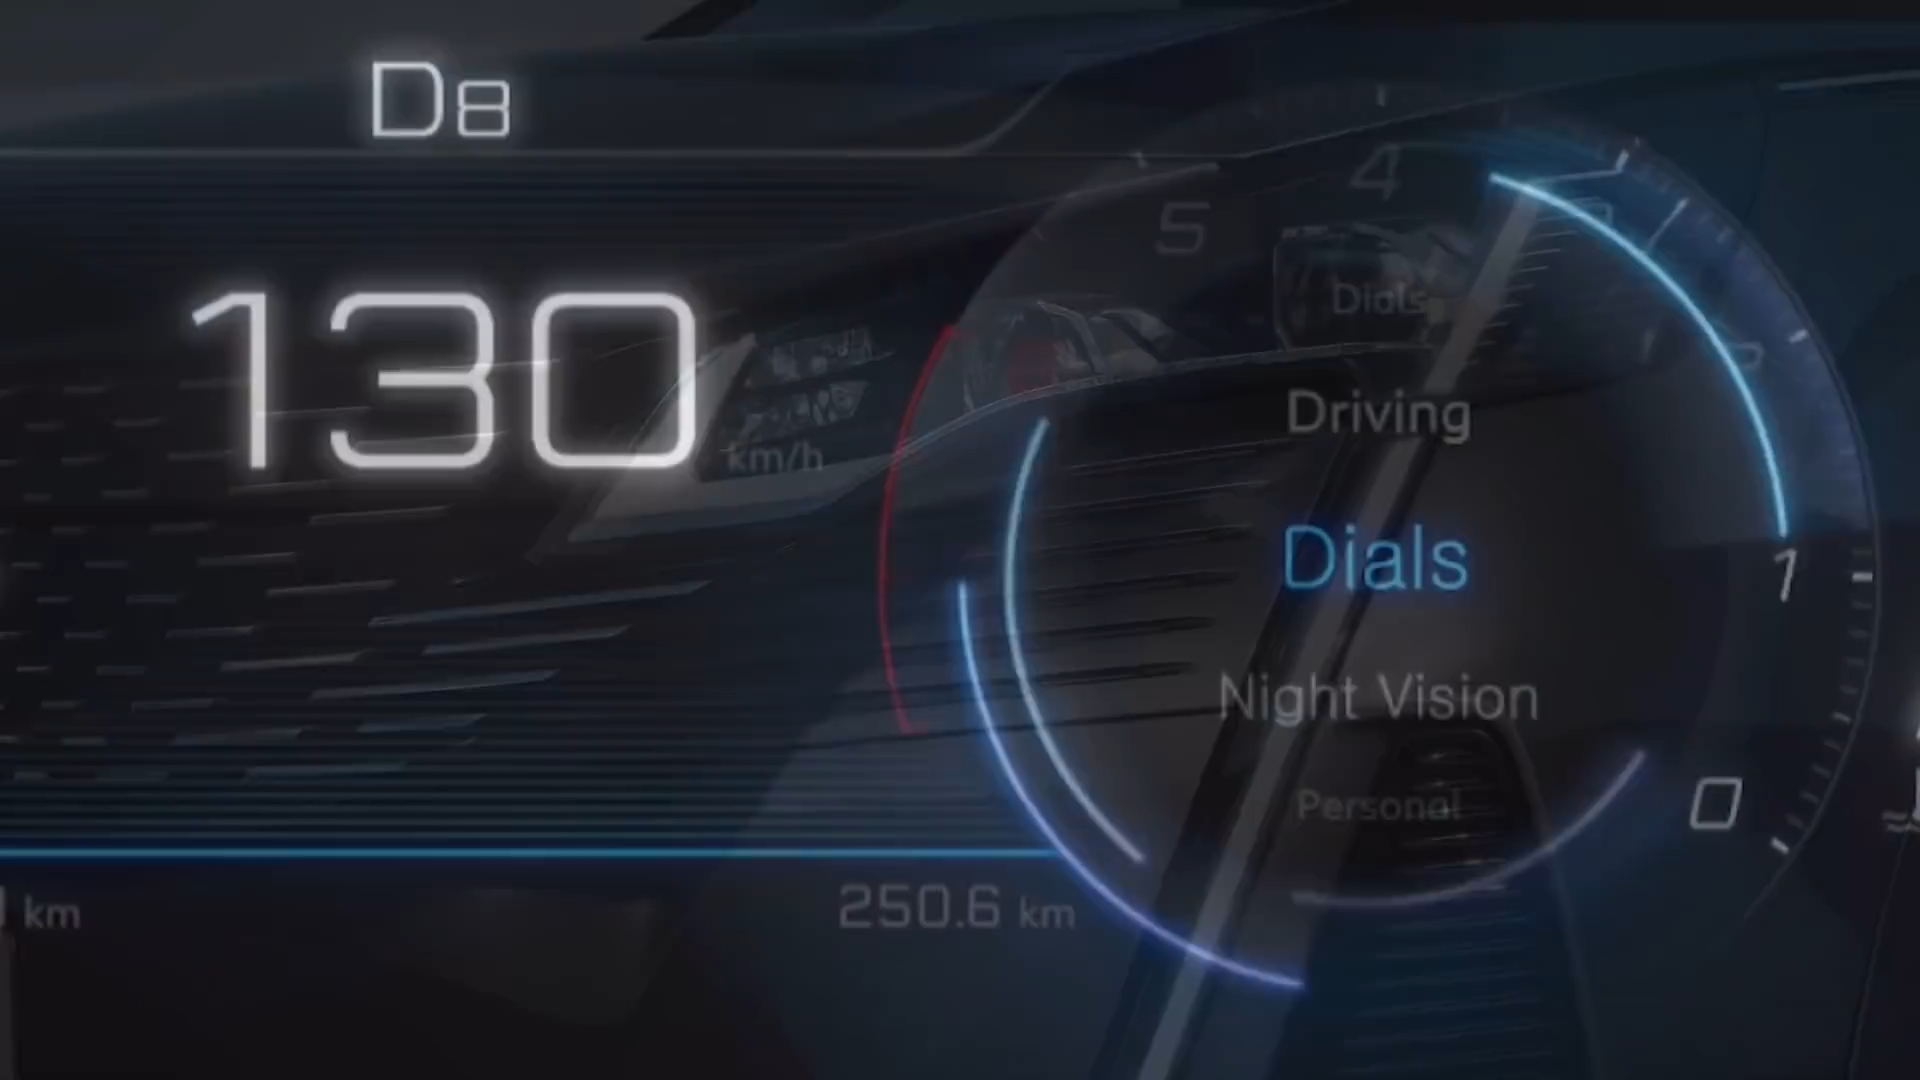 D8
130
km/h
km
250.6 km
5
4
1
0
Dials
Driving
Dials
Night Vision
Personal